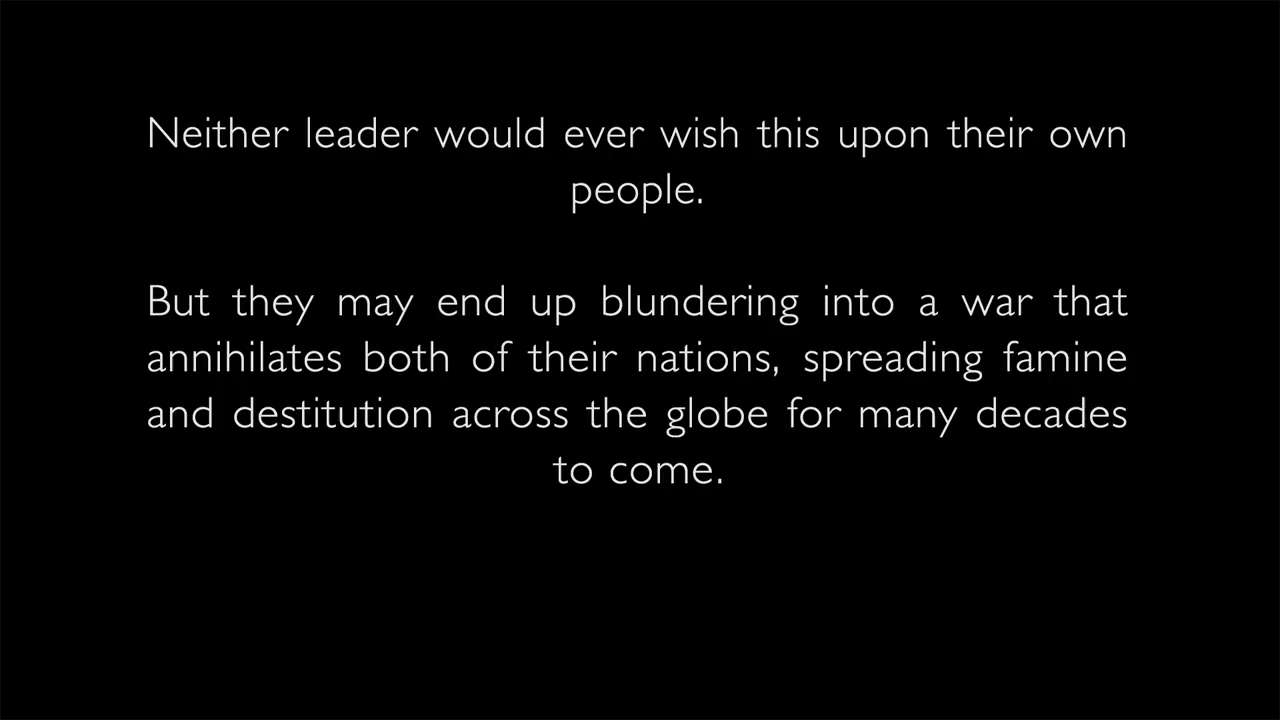 Neither leader would ever wish this upon their own
people.
But they may end up blundering into a war that
annihilates both of their nations, spreading famine
and destitution across the globe for many decades
to come.